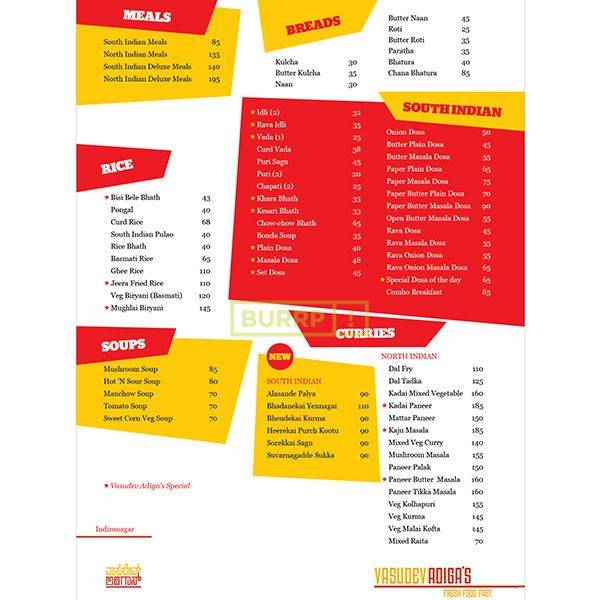 MEALS
South Indian Meals 85
North Indian Meals 135
South Indian Deluxe Meals 140
North Indian Deluxe Meals 195
BREADS
Kulcha 30
Butter Kulcha 35
Naan 30
Butter Naan 45
Roti 25
Butter Roti 35
Paratha 35
Bhatura 40
Chana Bhatura 85
SOUTH INDIAN
★ Idli (2) 32
★ Rava Idli 35
★ Vada (1) 25
Curd Vada 38
Puri Sagu 45
Puri (2) 20
Chapati (2) 25
★ Khara Bhath 33
★ Kesari Bhath 33
Chow-chow Bhath 65
Bonda Soup 35
★ Plain Dosa 40
★ Masala Dosa 48
★ Set Dosa 45
Onion Dosa 50
Butter Plain Dosa 45
Butter Masala Dosa 55
Paper Plain Dosa 65
Paper Masala Dosa 75
Paper Butter Plain Dosa 70
Paper Butter Masala Dosa 90
Open Butter Masala Dosa 55
Rava Dosa 45
Rava Masala Dosa 55
Rava Onion Dosa 55
Rava Onion Masala Dosa 65
★ Special Dosa of the day 65
Combo Breakfast 85
RICE
★ Bisi Bele Bhath 43
Pongal 40
Curd Rice 68
South Indian Pulao 40
Rice Bhath 40
Basmati Rice 65
Ghee Rice 110
★ Jeera Fried Rice 110
Veg Biryani (Basmati) 120
★ Mughlai Biryani 145
BURRP!
SOUPS
Mushroom Soup 85
Hot 'N Sour Soup 80
Manchow Soup 70
Tomato Soup 70
Sweet Corn Veg Soup 70
CURRIES
NEW
SOUTH INDIAN
Alasande Palya 90
Bhadanekai Yennagai 110
Bhendekai Kurma 90
Heerekai Purch Kootu 90
Sorekkai Sagu 90
Suvarnagadde Sukka 90
NORTH INDIAN
Dal Fry 110
Dal Tadka 125
Kadai Mixed Vegetable 160
★ Kadai Paneer 185
Mattar Paneer 150
★ Kaju Masala 185
Mixed Veg Curry 140
Mushroom Masala 155
Paneer Palak 150
★ Paneer Butter Masala 160
Paneer Tikka Masala 160
Veg Kolhapuri 155
Veg Kurma 145
Veg Malai Kofta 145
Mixed Raita 70
★ Vasudev Adiga's Special
Indiranagar
ವಾಸುದೇವ್
ಅಡಿಗಾಸ್
VASUDEV ADIGA'S
FRESH FOOD. FAST.